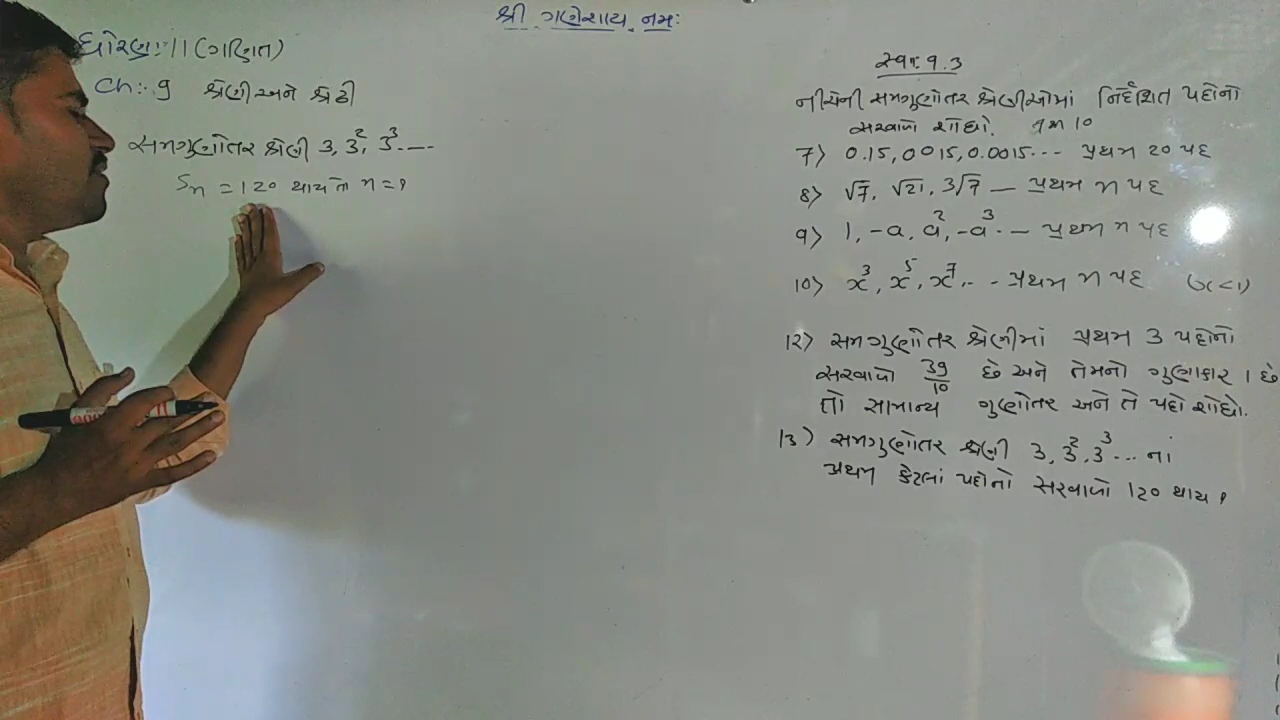 શ્રી ગણેશાય નમઃ
ધોરણઃ 11 (ગણિત)
Ch:- 9 શ્રેણી અને શ્રેઢી
સમગુણોતર શ્રેણી 3, 3², 3³ ...
Sn = 120 થાય તો n = ?
સ્વા. 9.3
નીચેની સમગુણોતર શ્રેણીઓમાં નિર્દેશિત પદોનો
સરવાળો શોધો. 7 થી 10
7) 0.15, 0.015, 0.0015 ... પ્રથમ 20 પદ
8) √7, √21, 3√7 ... પ્રથમ n પદ
9) 1, -a, a², -a³ ... પ્રથમ n પદ
10) x³, x⁵, x⁷ ... પ્રથમ n પદ (x<1)
12) સમગુણોતર શ્રેણીમાં પ્રથમ 3 પદોનો
સરવાળો 39/10 છે અને તેમનો ગુણાકાર 1 છે
તો સામાન્ય ગુણોતર અને તે પદો શોધો.
13) સમગુણોતર શ્રેણી 3, 3², 3³ ... નાં
પ્રથમ કેટલાં પદોનો સરવાળો 120 થાય ?